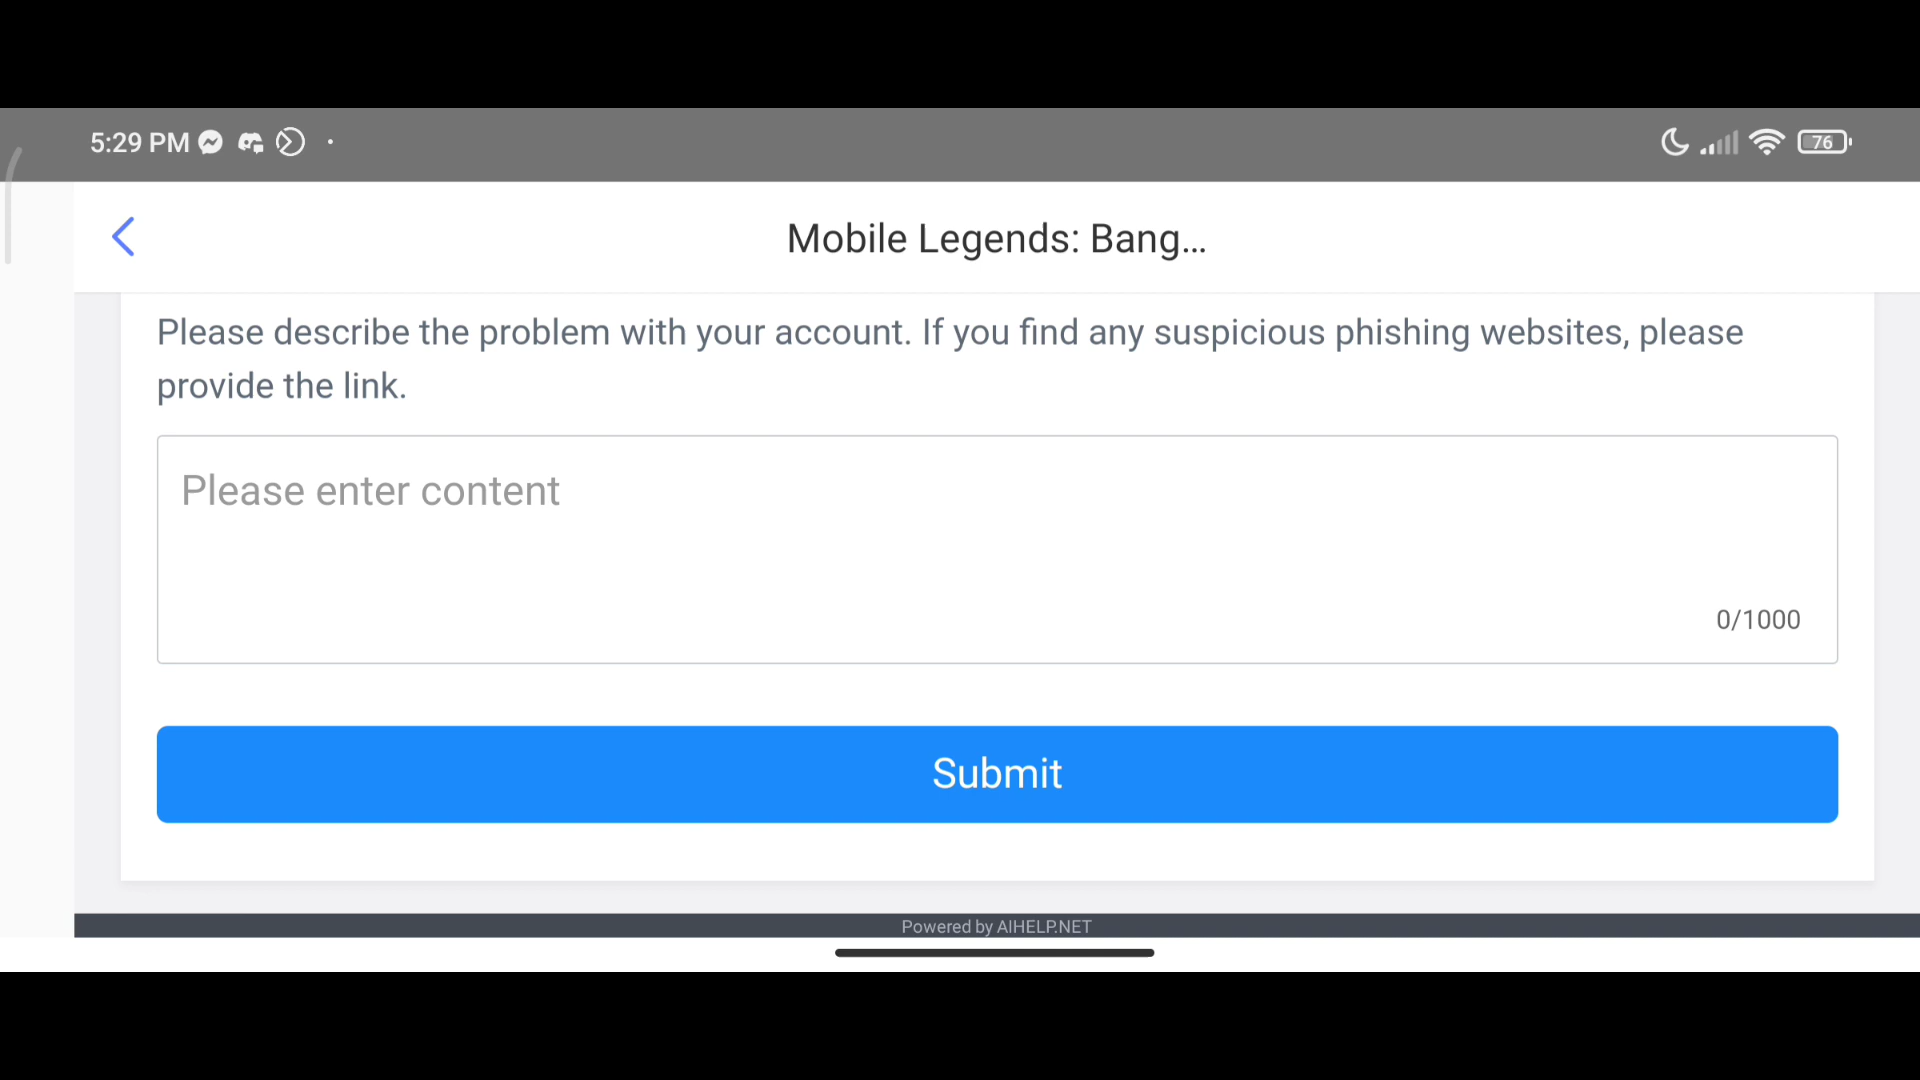 5:29 PM
76
Mobile Legends: Bang...
Please describe the problem with your account. If you find any suspicious phishing websites, please
provide the link.
Please enter content
0/1000
Submit
Powered by AIHELP.NET